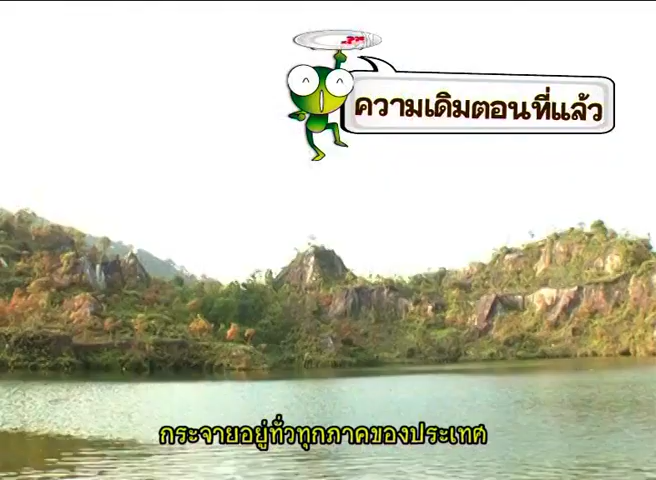 ความเดิมตอนที่แล้ว
กระจายอยู่ทั่วทุกภาคของประเทศ